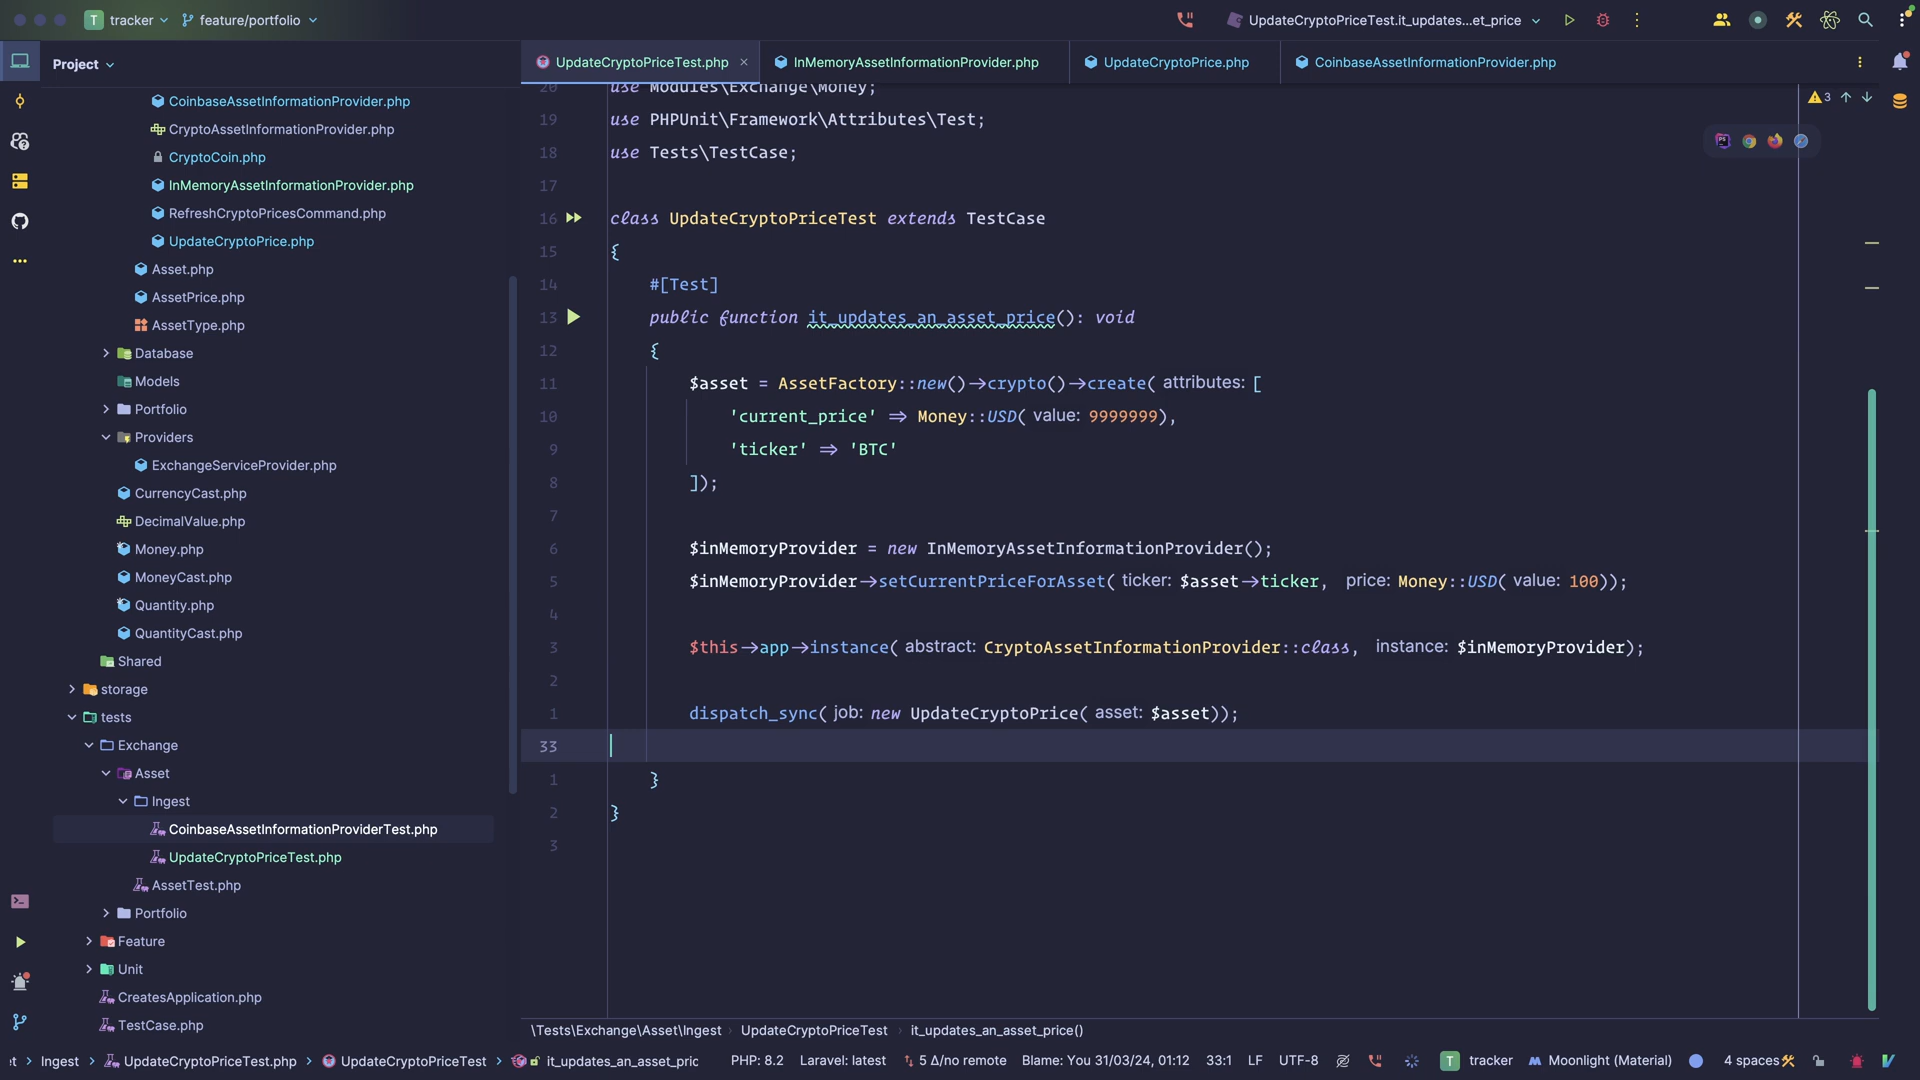 T tracker feature/portfolio UpdateCryptoPriceTest.it_updates...et_price
Project
UpdateCryptoPriceTest.php InMemoryAssetInformationProvider.php UpdateCryptoPrice.php CoinbaseAssetInformationProvider.php
CoinbaseAssetInformationProvider.php
CryptoAssetInformationProvider.php
CryptoCoin.php
InMemoryAssetInformationProvider.php
RefreshCryptoPricesCommand.php
UpdateCryptoPrice.php
Asset.php
AssetPrice.php
AssetType.php
Database
Models
Portfolio
Providers
ExchangeServiceProvider.php
CurrencyCast.php
DecimalValue.php
Money.php
MoneyCast.php
Quantity.php
QuantityCast.php
Shared
storage
tests
Exchange
Asset
Ingest
CoinbaseAssetInformationProviderTest.php
UpdateCryptoPriceTest.php
AssetTest.php
Portfolio
Feature
Unit
CreatesApplication.php
TestCase.php
20 use Modules\Exchange\Money;
19 use PHPUnit\Framework\Attributes\Test;
18 use Tests\TestCase;
17
16 class UpdateCryptoPriceTest extends TestCase
15 {
14 #[Test]
13 public function it_updates_an_asset_price(): void
12 {
11 $asset = AssetFactory::new()->crypto()->create( attributes: [
10 'current_price' => Money::USD( value: 9999999),
9 'ticker' => 'BTC'
8 ]);
7
6 $inMemoryProvider = new InMemoryAssetInformationProvider();
5 $inMemoryProvider->setCurrentPriceForAsset( ticker: $asset->ticker, price: Money::USD( value: 100));
4
3 $this->app->instance( abstract: CryptoAssetInformationProvider::class, instance: $inMemoryProvider);
2
1 dispatch_sync( job: new UpdateCryptoPrice( asset: $asset));
33
1 }
2 }
3
3
PS
\Tests\Exchange\Asset\Ingest › UpdateCryptoPriceTest › it_updates_an_asset_price()
et › Ingest › UpdateCryptoPriceTest.php › UpdateCryptoPriceTest › it_updates_an_asset_pric PHP: 8.2 Laravel: latest 5 Δ/no remote Blame: You 31/03/24, 01:12 33:1 LF UTF-8 T tracker Moonlight (Material) 4 spaces